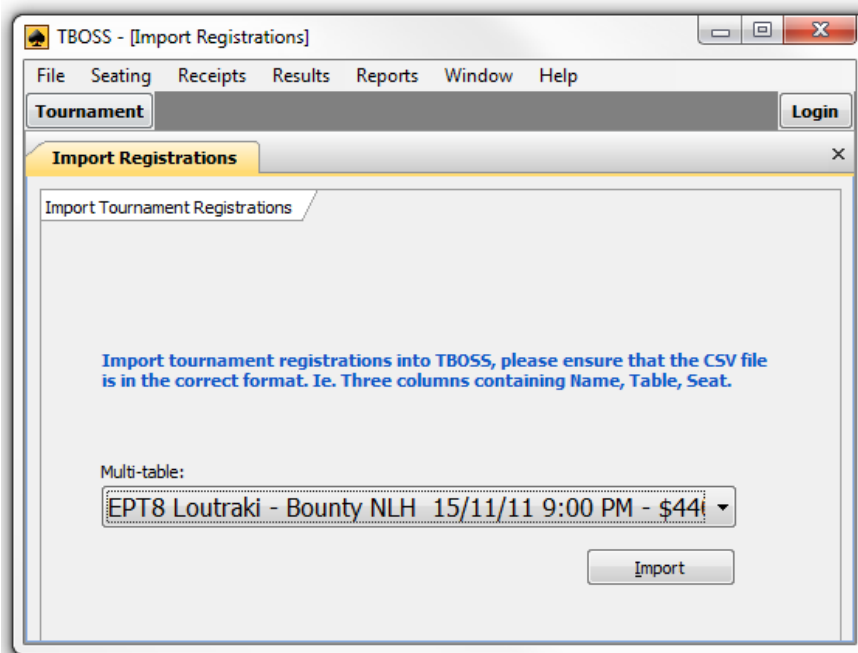 TBOSS - [Import Registrations]
File Seating Receipts Results Reports Window Help
Tournament Login
Import Registrations
Import Tournament Registrations
Import tournament registrations into TBOSS, please ensure that the CSV file
is in the correct format. Ie. Three columns containing Name, Table, Seat.
Multi-table:
EPT8 Loutraki - Bounty NLH 15/11/11 9:00 PM -
Import